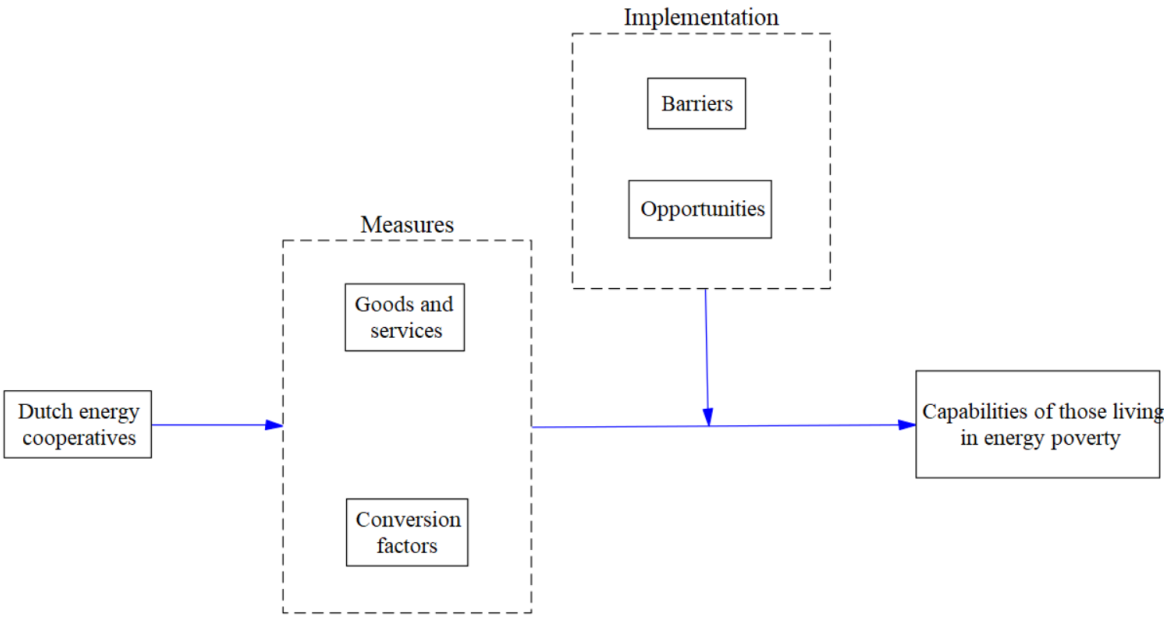 Implementation
Barriers
Opportunities
Measures
Goods and
services
Dutch energy
cooperatives
Conversion
factors
Capabilities of those living
in energy poverty